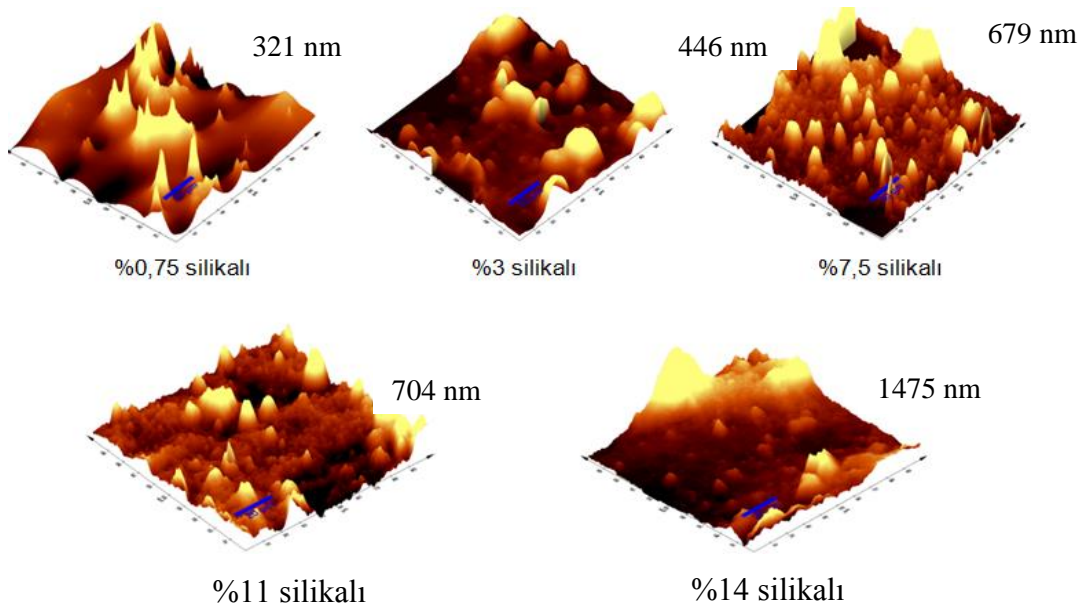 321 nm
446 nm
679 nm
%0,75 silikalı
%3 silikalı
%7,5 silikalı
704 nm
1475 nm
%11 silikalı
%14 silikalı